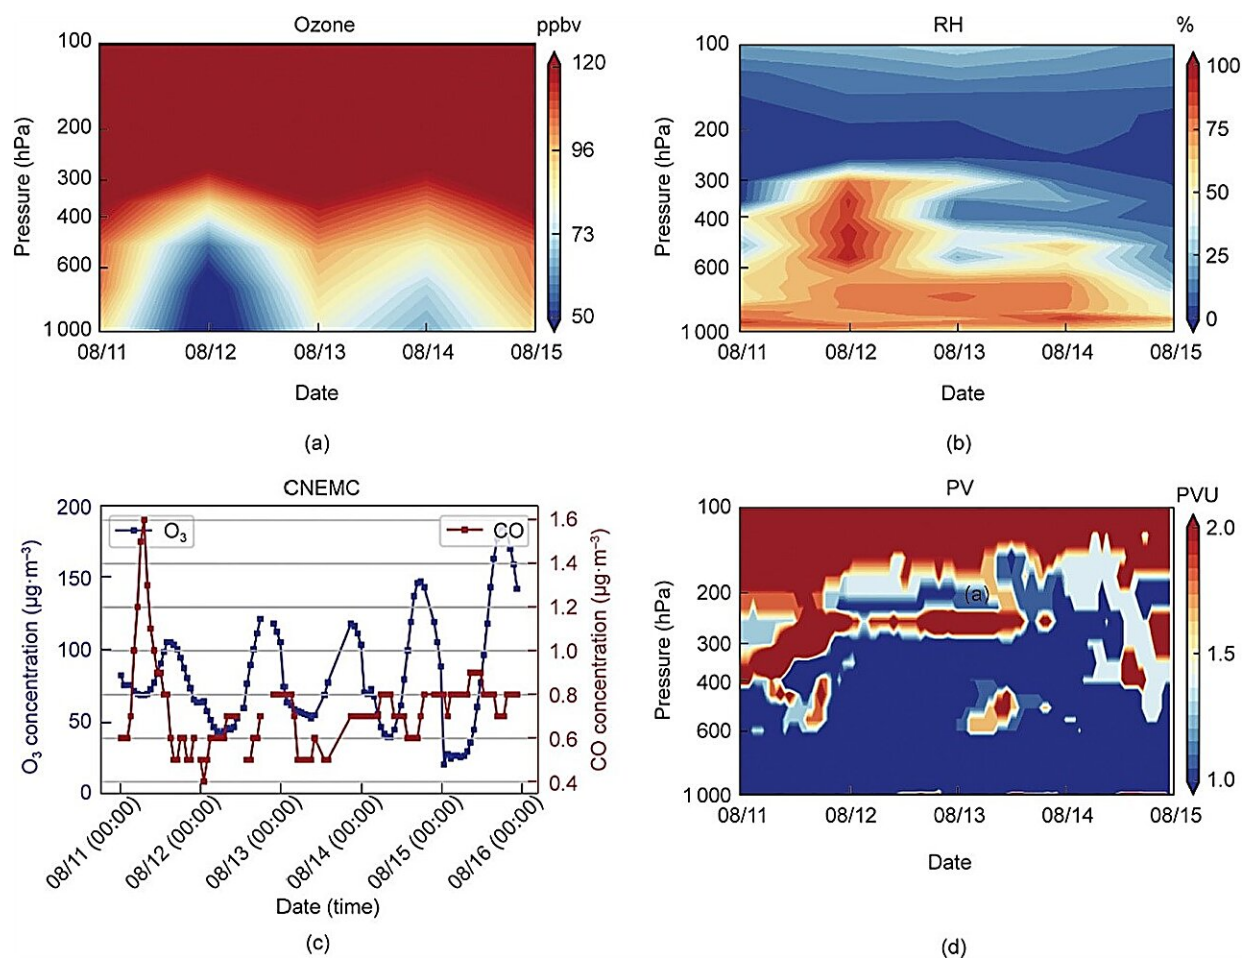 Ozone
ppbv
100
200
300
400
600
1 000
Pressure (hPa)
120
96
73
50
08/11 08/12 08/13 08/14 08/15
Date
(a)
RH
%
100
200
300
400
600
1 000
Pressure (hPa)
100
75
50
25
0
08/11 08/12 08/13 08/14 08/15
Date
(b)
CNEMC
200
150
100
50
0
O₃ concentration (μg·m⁻³)
O₃
CO
1.6
1.4
1.2
1.0
0.8
0.6
0.4
CO concentration (μg·m⁻³)
08/11 (00:00) 08/12 (00:00) 08/13 (00:00) 08/14 (00:00) 08/15 (00:00) 08/16 (00:00)
Date (time)
(c)
PV
PVU
100
200
300
400
600
1 000
Pressure (hPa)
(a)
2.0
1.5
1.0
08/11 08/12 08/13 08/14 08/15
Date
(d)